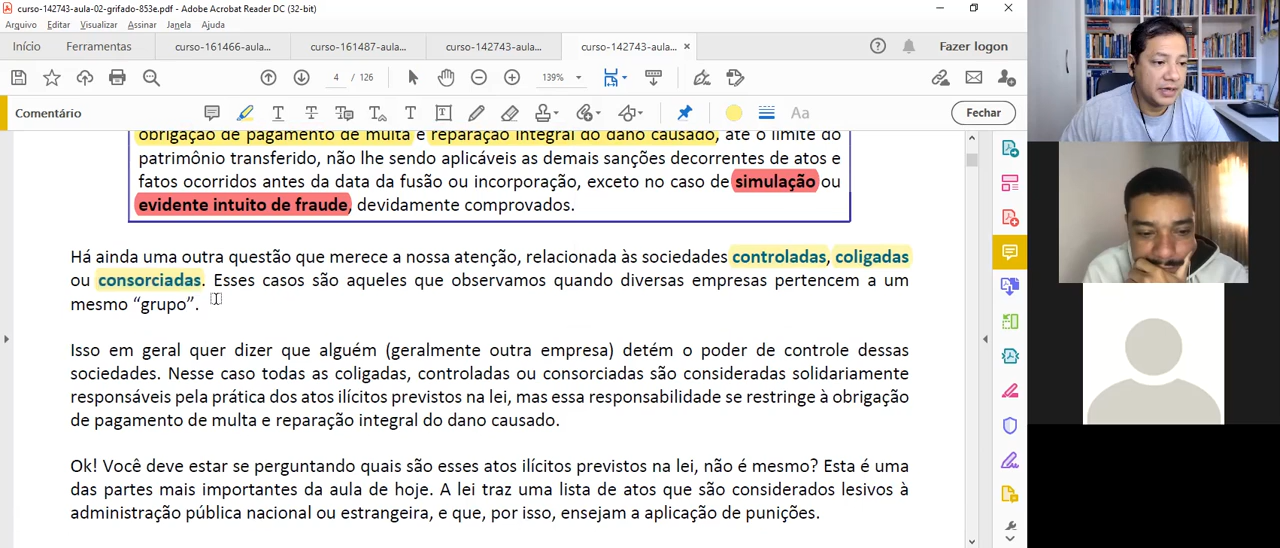 curso-142743-aula-02-grifado-853e.pdf - Adobe Acrobat Reader DC (32-bit)
Arquivo Editar Visualizar Assinar Janela Ajuda
Início Ferramentas curso-161466-aula... curso-161487-aula... curso-142743-aula... curso-142743-aula... × Fazer logon
4 / 126 139%
Comentário Aa Fechar
obrigação de pagamento de multa e reparação integral do dano causado, até o limite do
patrimônio transferido, não lhe sendo aplicáveis as demais sanções decorrentes de atos e
fatos ocorridos antes da data da fusão ou incorporação, exceto no caso de simulação ou
evidente intuito de fraude, devidamente comprovados.
Há ainda uma outra questão que merece a nossa atenção, relacionada às sociedades controladas, coligadas
ou consorciadas. Esses casos são aqueles que observamos quando diversas empresas pertencem a um
mesmo “grupo”.
Isso em geral quer dizer que alguém (geralmente outra empresa) detém o poder de controle dessas
sociedades. Nesse caso todas as coligadas, controladas ou consorciadas são consideradas solidariamente
responsáveis pela prática dos atos ilícitos previstos na lei, mas essa responsabilidade se restringe à obrigação
de pagamento de multa e reparação integral do dano causado.
Ok! Você deve estar se perguntando quais são esses atos ilícitos previstos na lei, não é mesmo? Esta é uma
das partes mais importantes da aula de hoje. A lei traz uma lista de atos que são considerados lesivos à
administração pública nacional ou estrangeira, e que, por isso, ensejam a aplicação de punições.